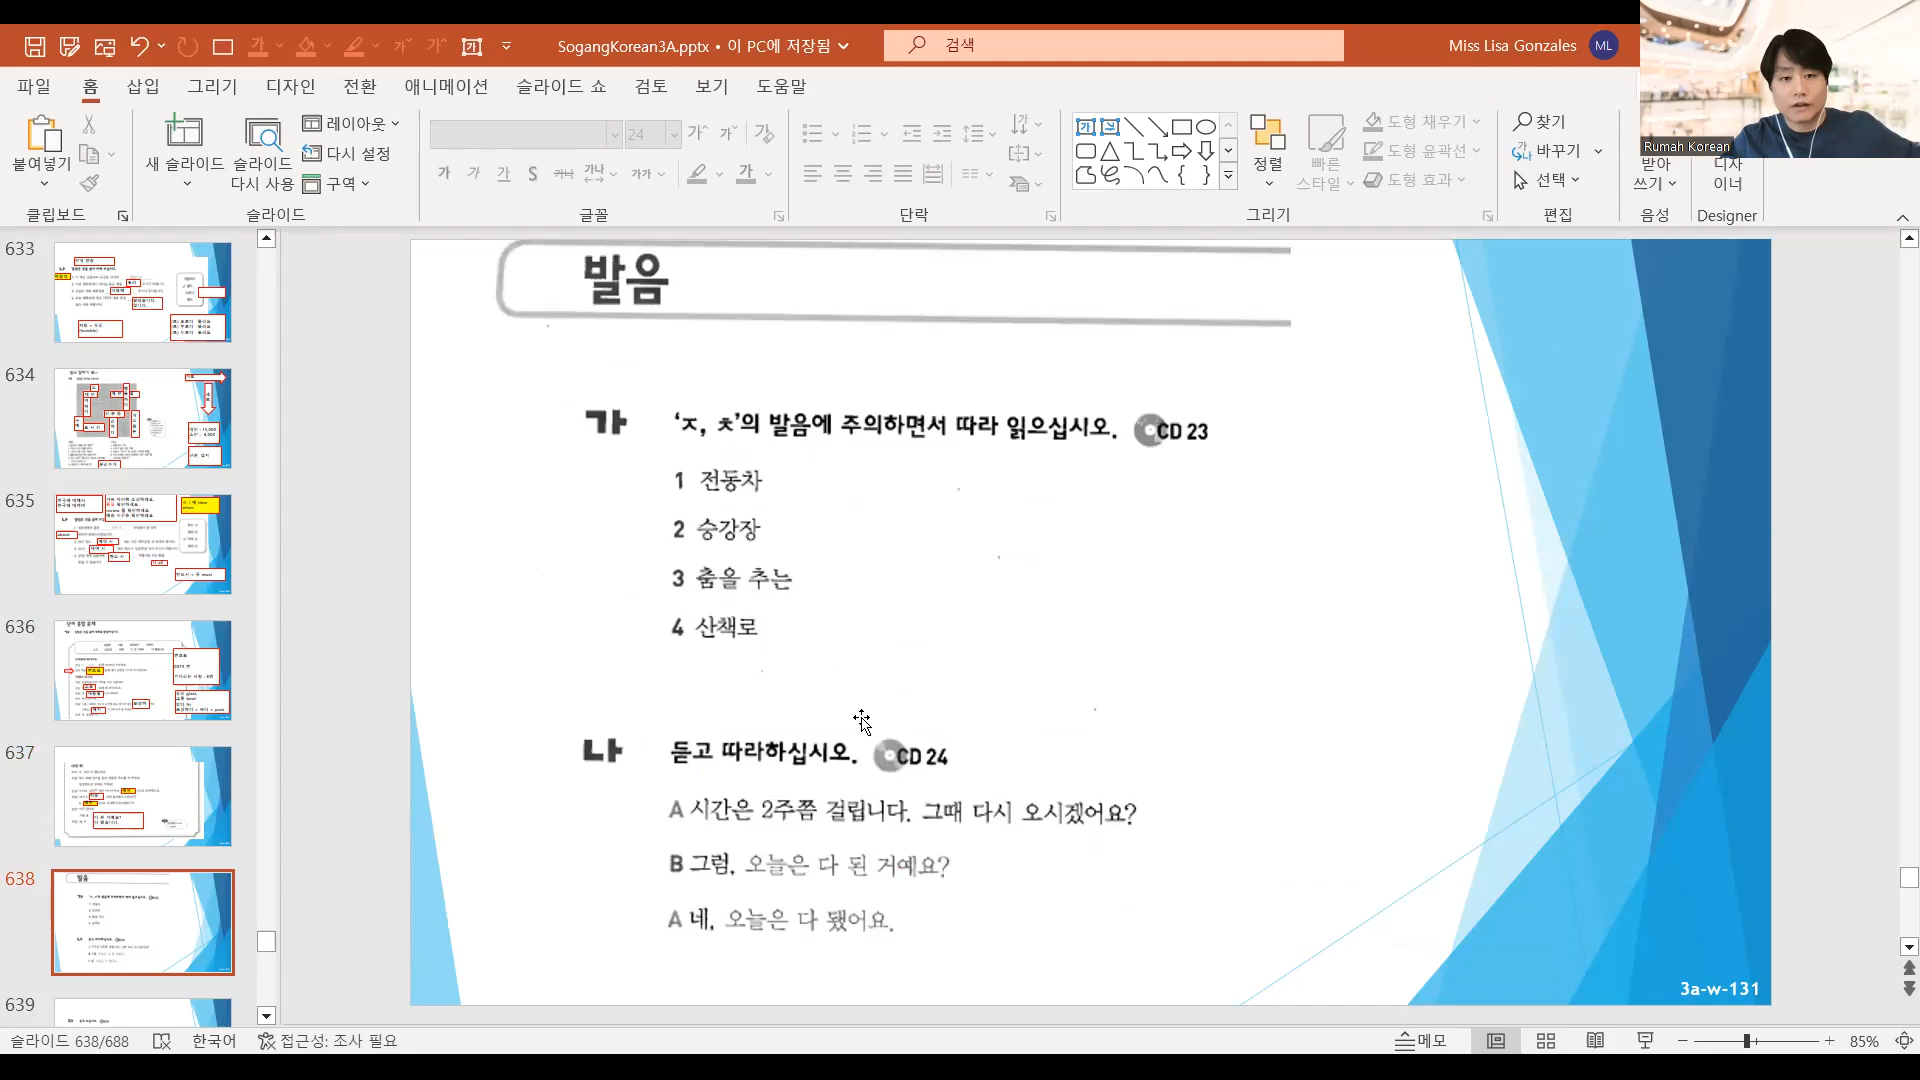 SogangKorean3A.pptx • 이 PC에 저장됨
검색
Miss Lisa Gonzales
ML
파일 홈 삽입 그리기 디자인 전환 애니메이션 슬라이드 쇼 검토 보기 도움말
붙여넣기
새 슬라이드
슬라이드 다시 사용
레이아웃
다시 설정
구역
24
정렬
빠른 스타일
도형 채우기
도형 윤곽선
도형 효과
찾기
바꾸기
선택
받아쓰기
디자이너
클립보드 슬라이드 글꼴 단락 그리기 편집 음성 Designer
Rumah Korean
633
634
635
636
637
638
639
발음
가 ‘ㅈ, ㅊ’의 발음에 주의하면서 따라 읽으십시오. CD 23
1 전동차
2 승강장
3 춤을 추는
4 산책로
나 듣고 따라하십시오. CD 24
A 시간은 2주쯤 걸립니다. 그때 다시 오시겠어요?
B 그럼, 오늘은 다 된 거예요?
A 네, 오늘은 다 됐어요.
3a-w-131
슬라이드 638/688 한국어 접근성: 조사 필요 메모 85%